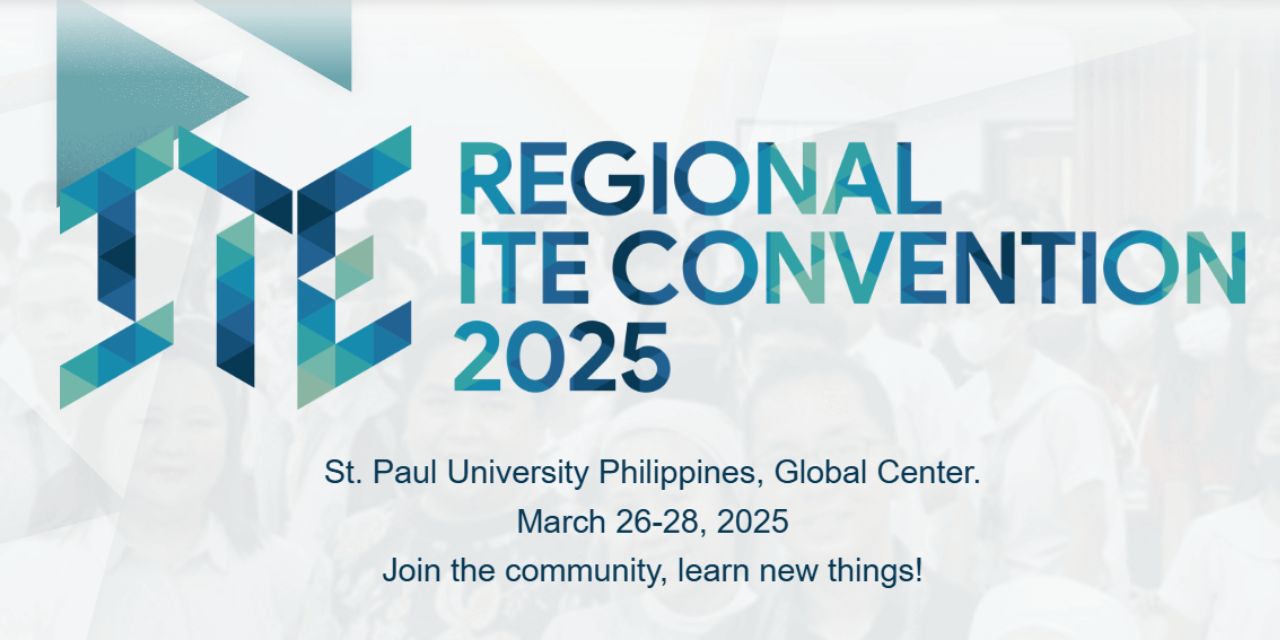 ITE
REGIONAL
ITE CONVENTION
2025
St. Paul University Philippines, Global Center.
March 26-28, 2025
Join the community, learn new things!